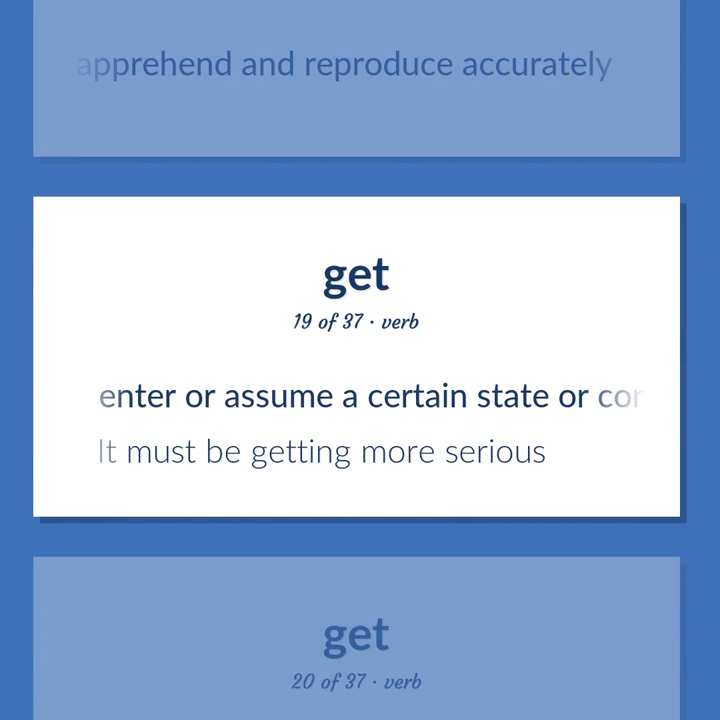 apprehend and reproduce accurately
get
19 of 37 · verb
enter or assume a certain state or
It must be getting more serious
get
20 of 37 · verb